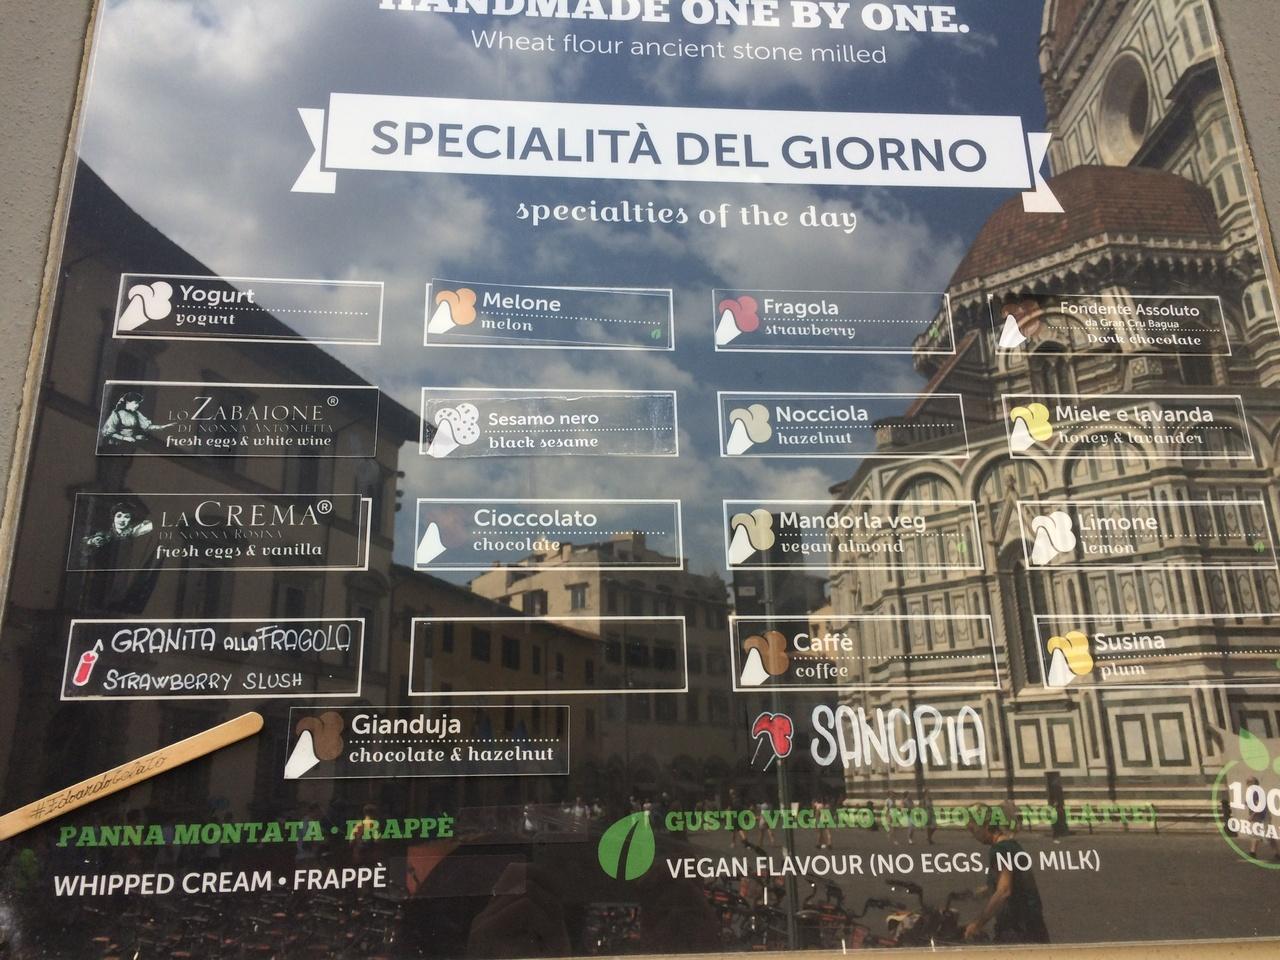 HANDMADE ONE BY ONE.
Wheat flour ancient stone milled
SPECIALITÀ DEL GIORNO
specialties of the day
Yogurt
yogurt
Melone
melon
Fragola
strawberry
Fondente Assoluto
da Gran Cru Bagua
Dark chocolate
LO ZABAIONE ®
DI NONNA ANTONIETTA
fresh eggs & white wine
Sesamo nero
black sesame
Nocciola
hazelnut
Miele e lavanda
honey & lavander
LA CREMA ®
DI NONNA ROSINA
fresh eggs & vanilla
Cioccolato
chocolate
Mandorla veg
vegan almond
Limone
lemon
GRANITA ALLA FRAGOLA
STRAWBERRY SLUSH
Caffè
coffee
Susina
plum
Gianduja
chocolate & hazelnut
SANGRIA
#EdoardoGelato
PANNA MONTATA • FRAPPÈ
WHIPPED CREAM • FRAPPÈ
GUSTO VEGANO (NO UOVA, NO LATTE)
VEGAN FLAVOUR (NO EGGS, NO MILK)
100
ORGA